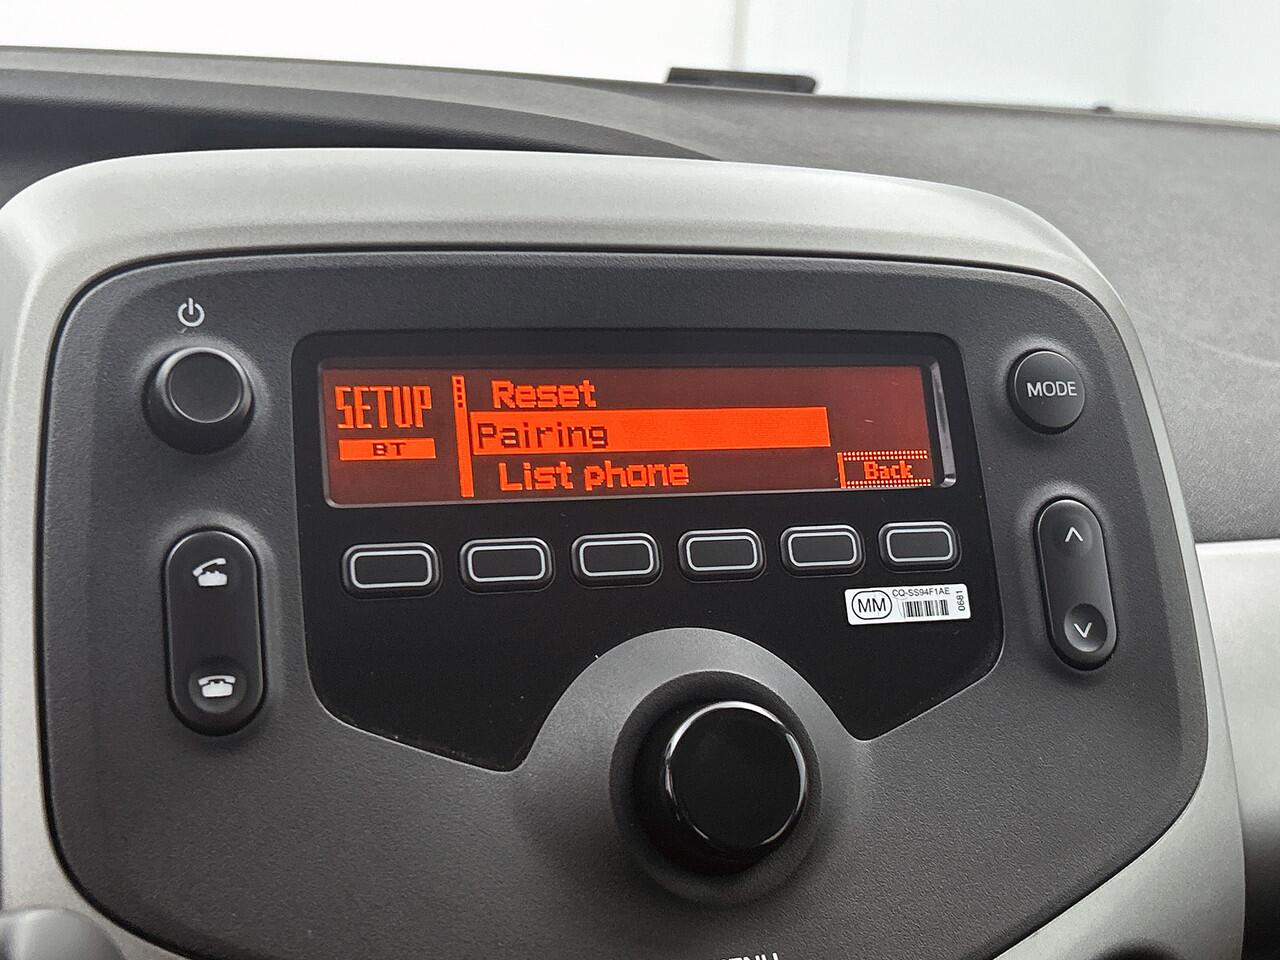 SETUP
BT
Reset
Pairing
List phone
Back
MODE
MM
CQ-SS94F1AE
0681